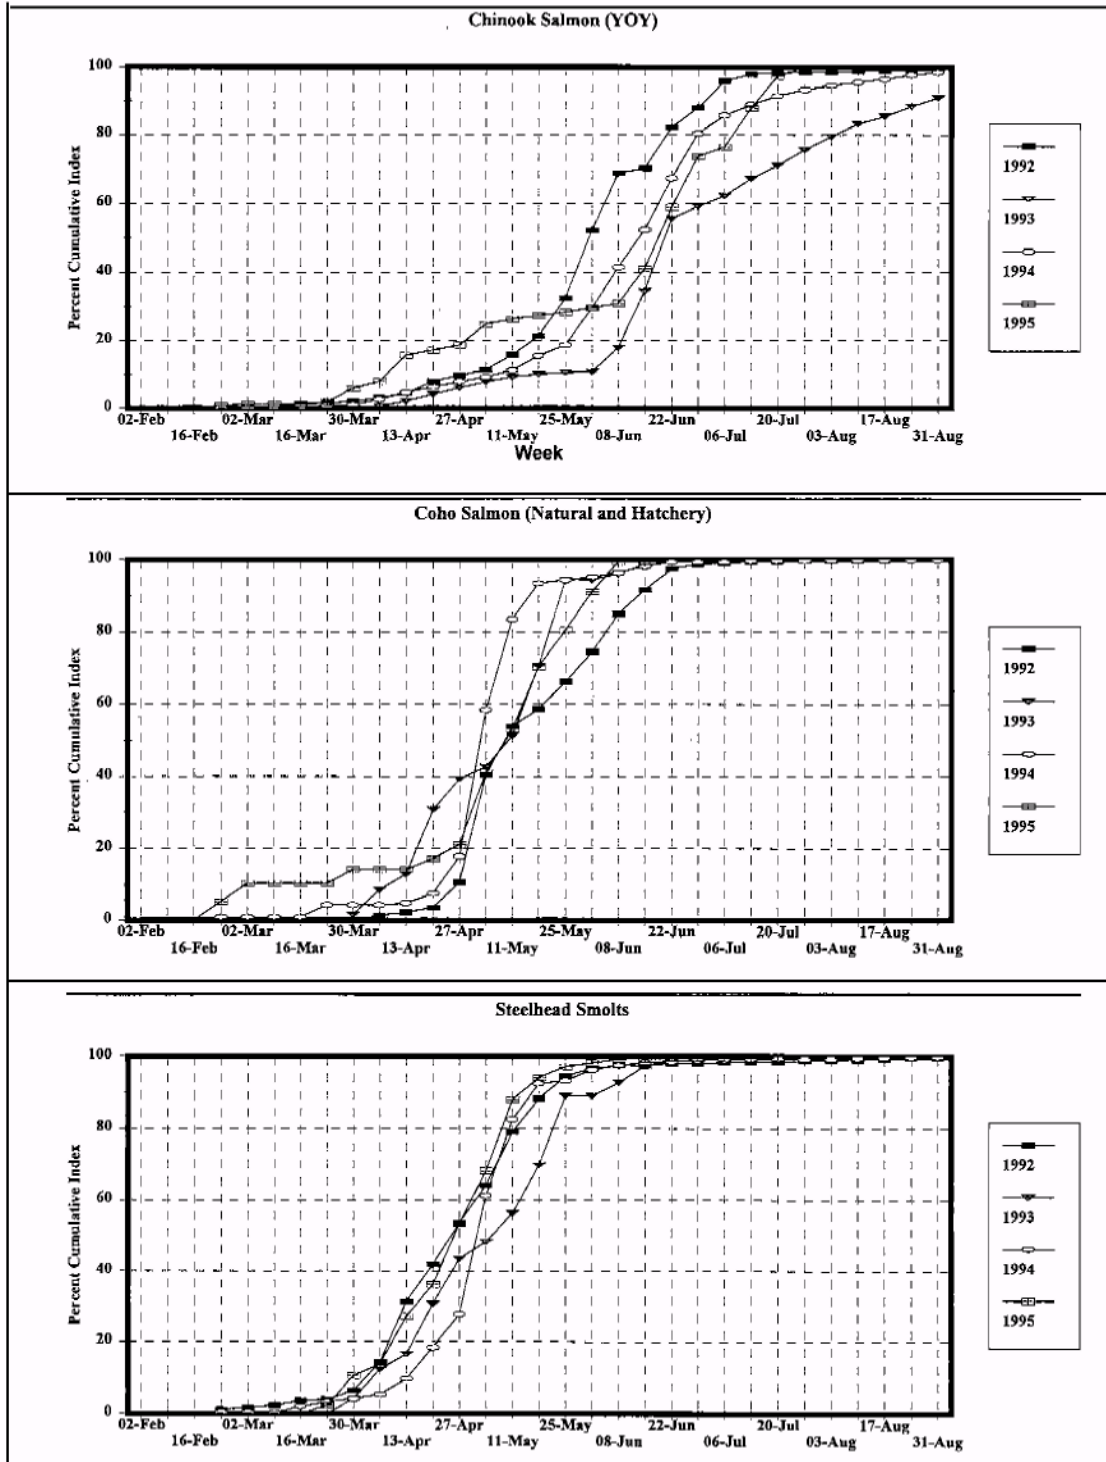 Chinook Salmon (YOY)
100
80
60
40
20
0
Percent Cumulative Index
02-Feb 02-Mar 30-Mar 27-Apr 25-May 22-Jun 20-Jul 17-Aug
16-Feb 16-Mar 13-Apr 11-May 08-Jun 06-Jul 03-Aug 31-Aug
Week
1992
1993
1994
1995
Coho Salmon (Natural and Hatchery)
100
80
60
40
20
0
Percent Cumulative Index
02-Feb 02-Mar 30-Mar 27-Apr 25-May 22-Jun 20-Jul 17-Aug
16-Feb 16-Mar 13-Apr 11-May 08-Jun 06-Jul 03-Aug 31-Aug
1992
1993
1994
1995
Steelhead Smolts
100
80
60
40
20
0
Percent Cumulative Index
02-Feb 02-Mar 30-Mar 27-Apr 25-May 22-Jun 20-Jul 17-Aug
16-Feb 16-Mar 13-Apr 11-May 08-Jun 06-Jul 03-Aug 31-Aug
1992
1993
1994
1995